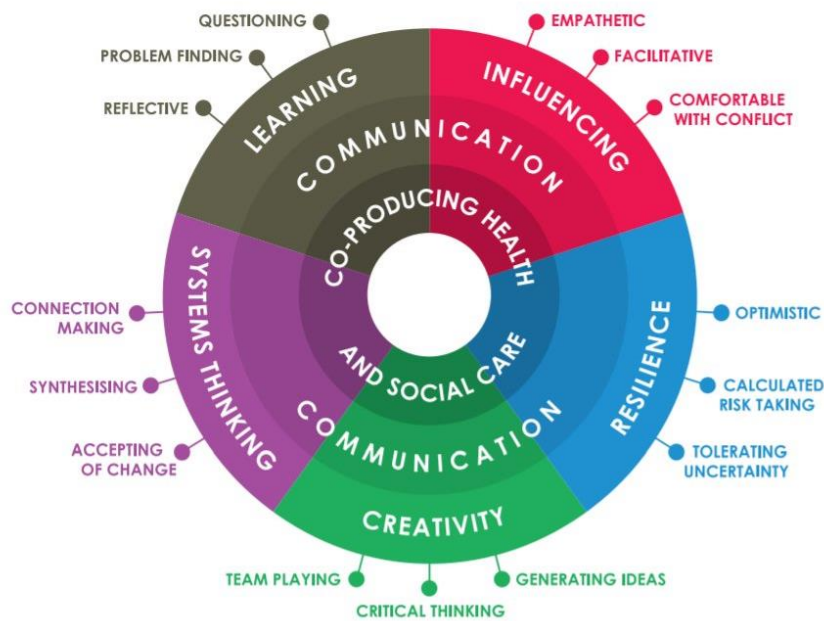 QUESTIONING
PROBLEM FINDING
REFLECTIVE
LEARNING
EMPATHETIC
FACILITATIVE
COMFORTABLE
WITH CONFLICT
INFLUENCING
COMMUNICATION
CO-PRODUCING HEALTH
AND SOCIAL CARE
COMMUNICATION
SYSTEMS THINKING
CONNECTION
MAKING
SYNTHESISING
ACCEPTING
OF CHANGE
RESILIENCE
OPTIMISTIC
CALCULATED
RISK TAKING
TOLERATING
UNCERTAINTY
CREATIVITY
TEAM PLAYING
CRITICAL THINKING
GENERATING IDEAS